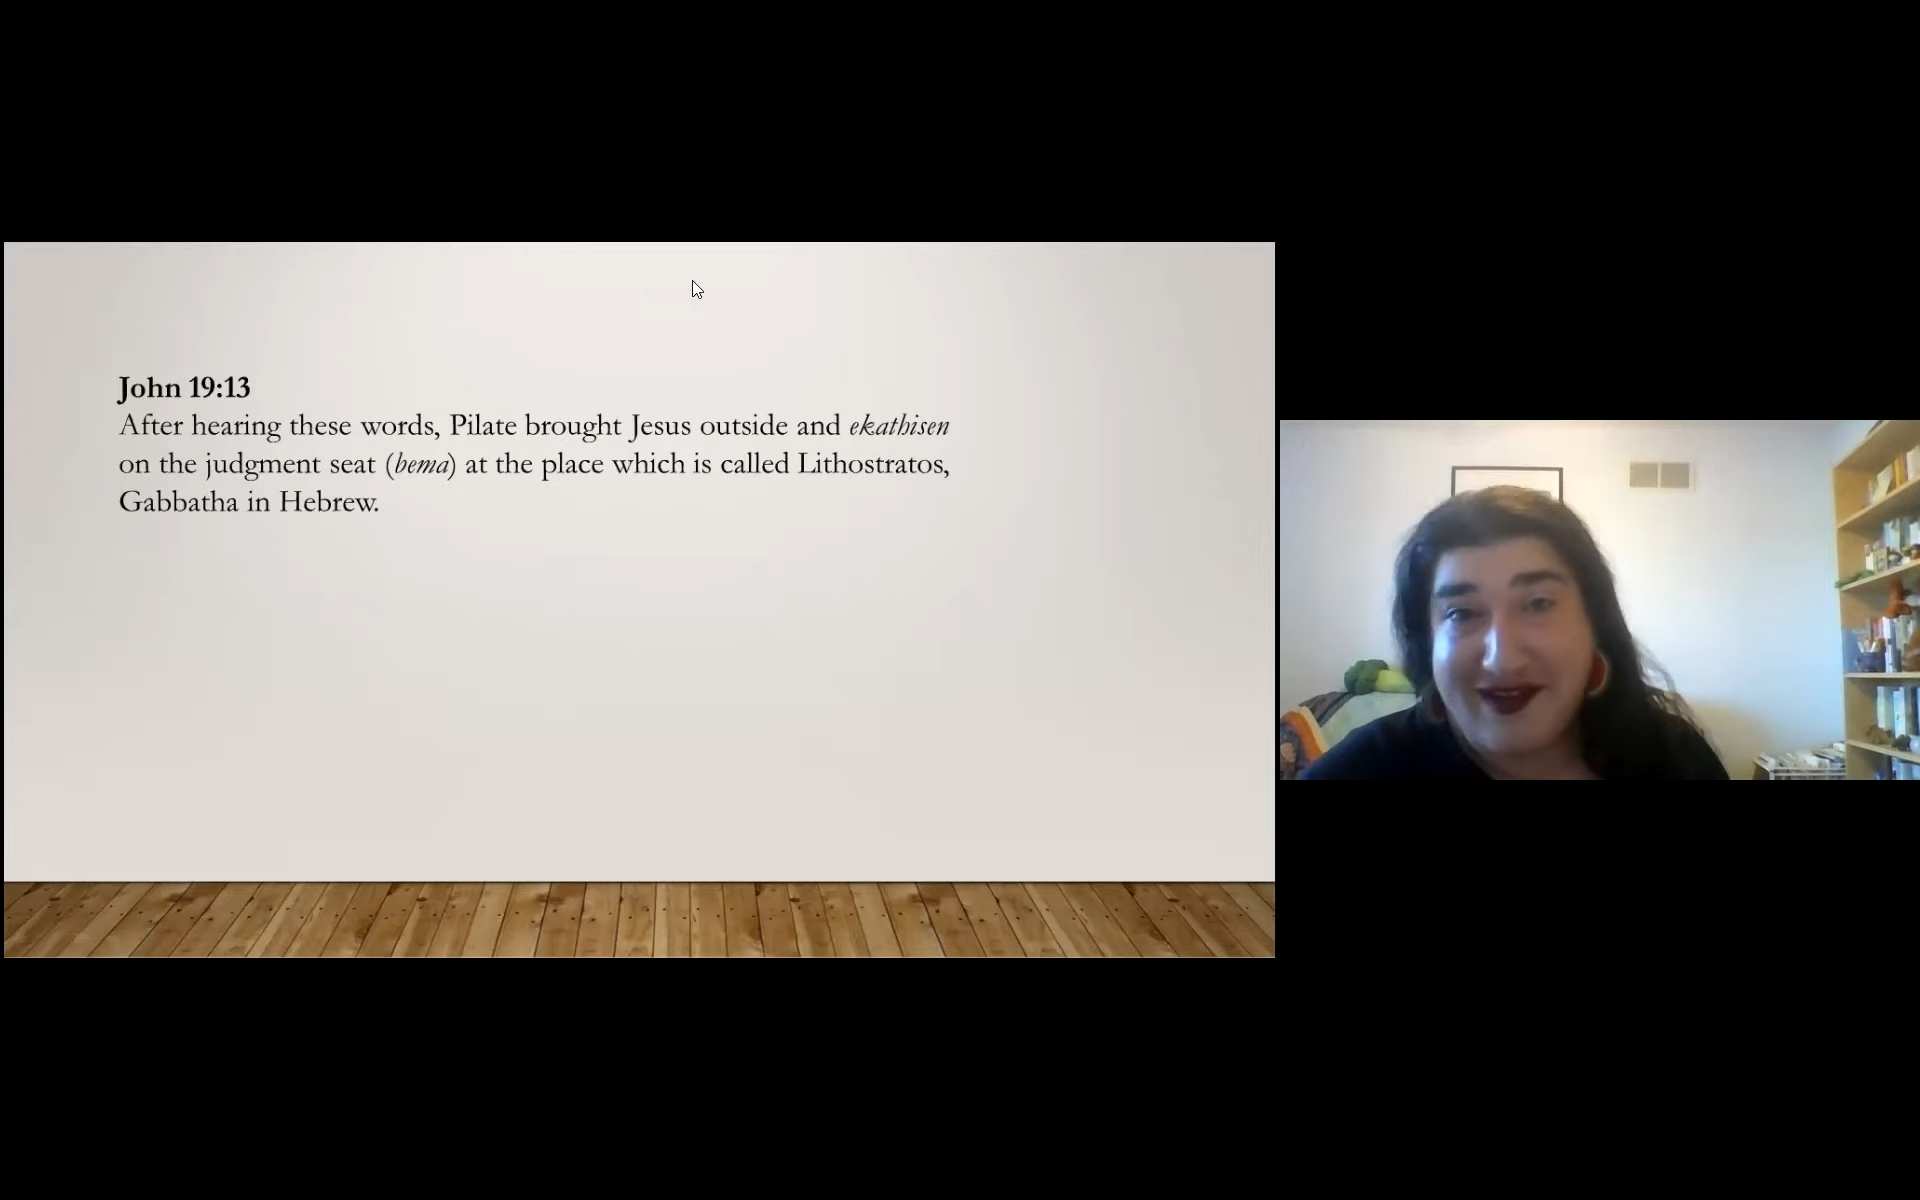 John 19:13
After hearing these words, Pilate brought Jesus outside and ekathisen
on the judgment seat (bema) at the place which is called Lithostratos,
Gabbatha in Hebrew.